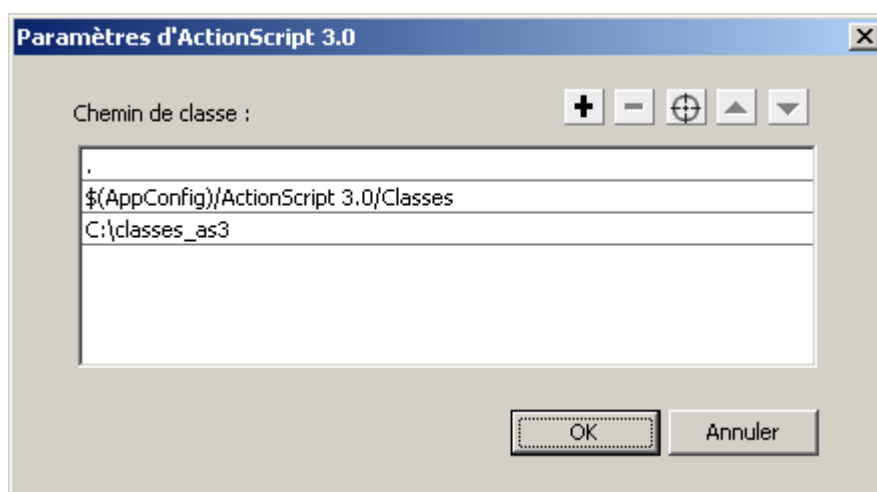 Paramètres d'ActionScript 3.0
Chemin de classe :
.
$(AppConfig)/ActionScript 3.0/Classes
C:\classes_as3
OK
Annuler